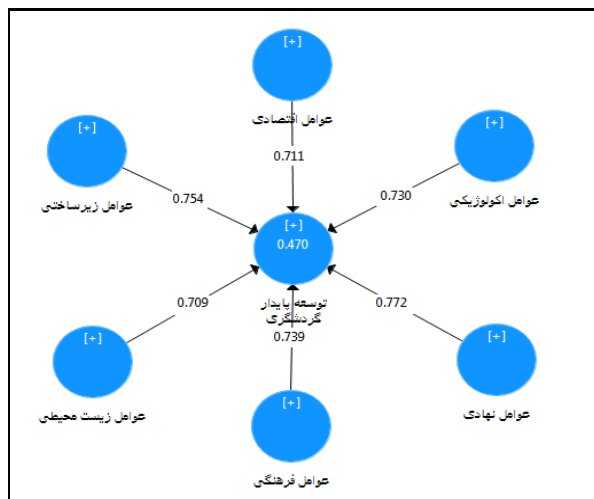 [+]
عوامل اقتصادی
[+]
عوامل زیرساختی
[+]
عوامل اکولوژیکی
0.711
0.754
0.730
[+]
0.470
توسعه پایدار
گردشگری
0.709
0.772
0.739
[+]
عوامل زیست محیطی
[+]
عوامل نهادی
[+]
عوامل فرهنگی